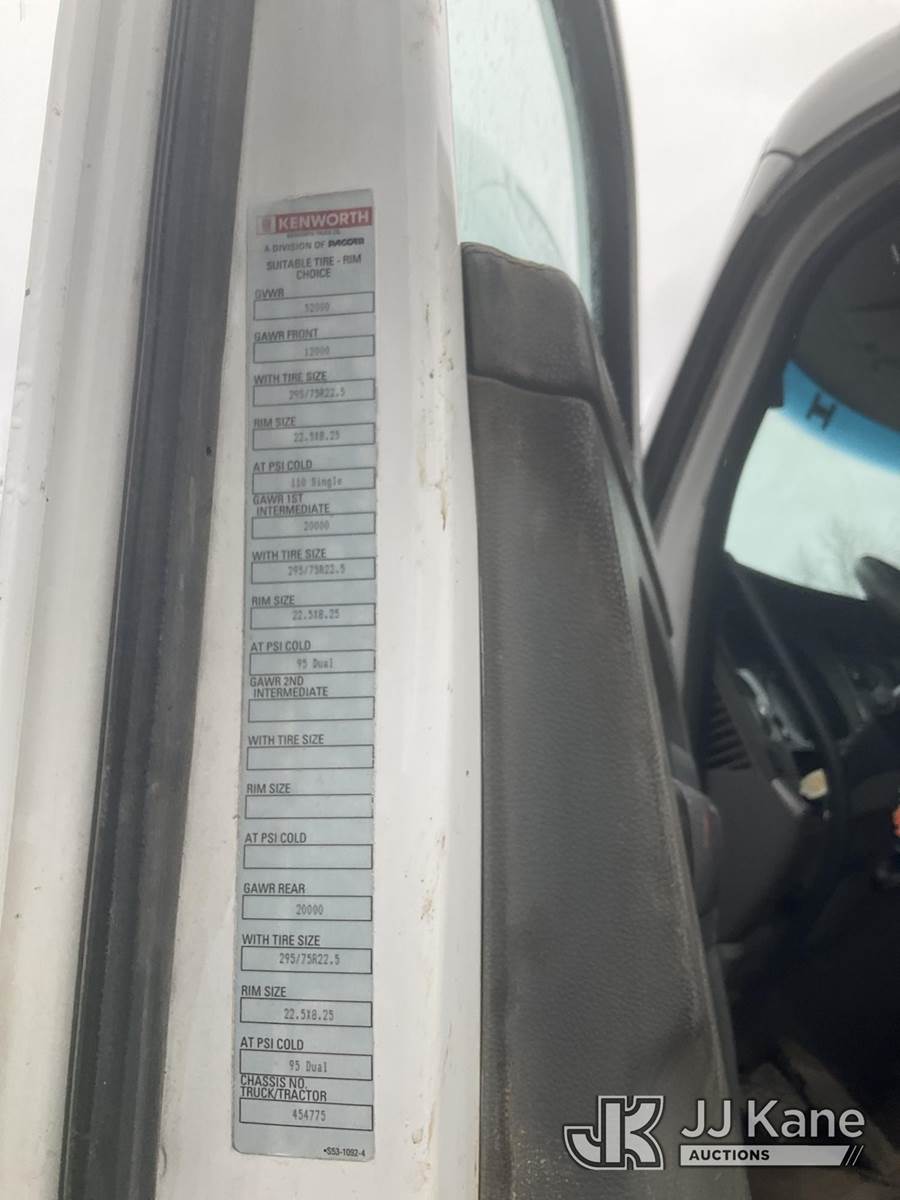 KENWORTH
A DIVISION OF PACCAR
SUITABLE TIRE - RIM
CHOICE
GVWR
52000
GAWR FRONT
12000
WITH TIRE SIZE
295/75R22.5
RIM SIZE
22.5X8.25
AT PSI COLD
110 Single
GAWR 1ST
INTERMEDIATE
20000
WITH TIRE SIZE
295/75R22.5
RIM SIZE
22.5X8.25
AT PSI COLD
95 Dual
GAWR 2ND
INTERMEDIATE
WITH TIRE SIZE
RIM SIZE
AT PSI COLD
GAWR REAR
20000
WITH TIRE SIZE
295/75R22.5
RIM SIZE
22.5X8.25
AT PSI COLD
95 Dual
CHASSIS NO.
TRUCK/TRACTOR
454775
*S53-1092-4
JK JJ Kane
AUCTIONS